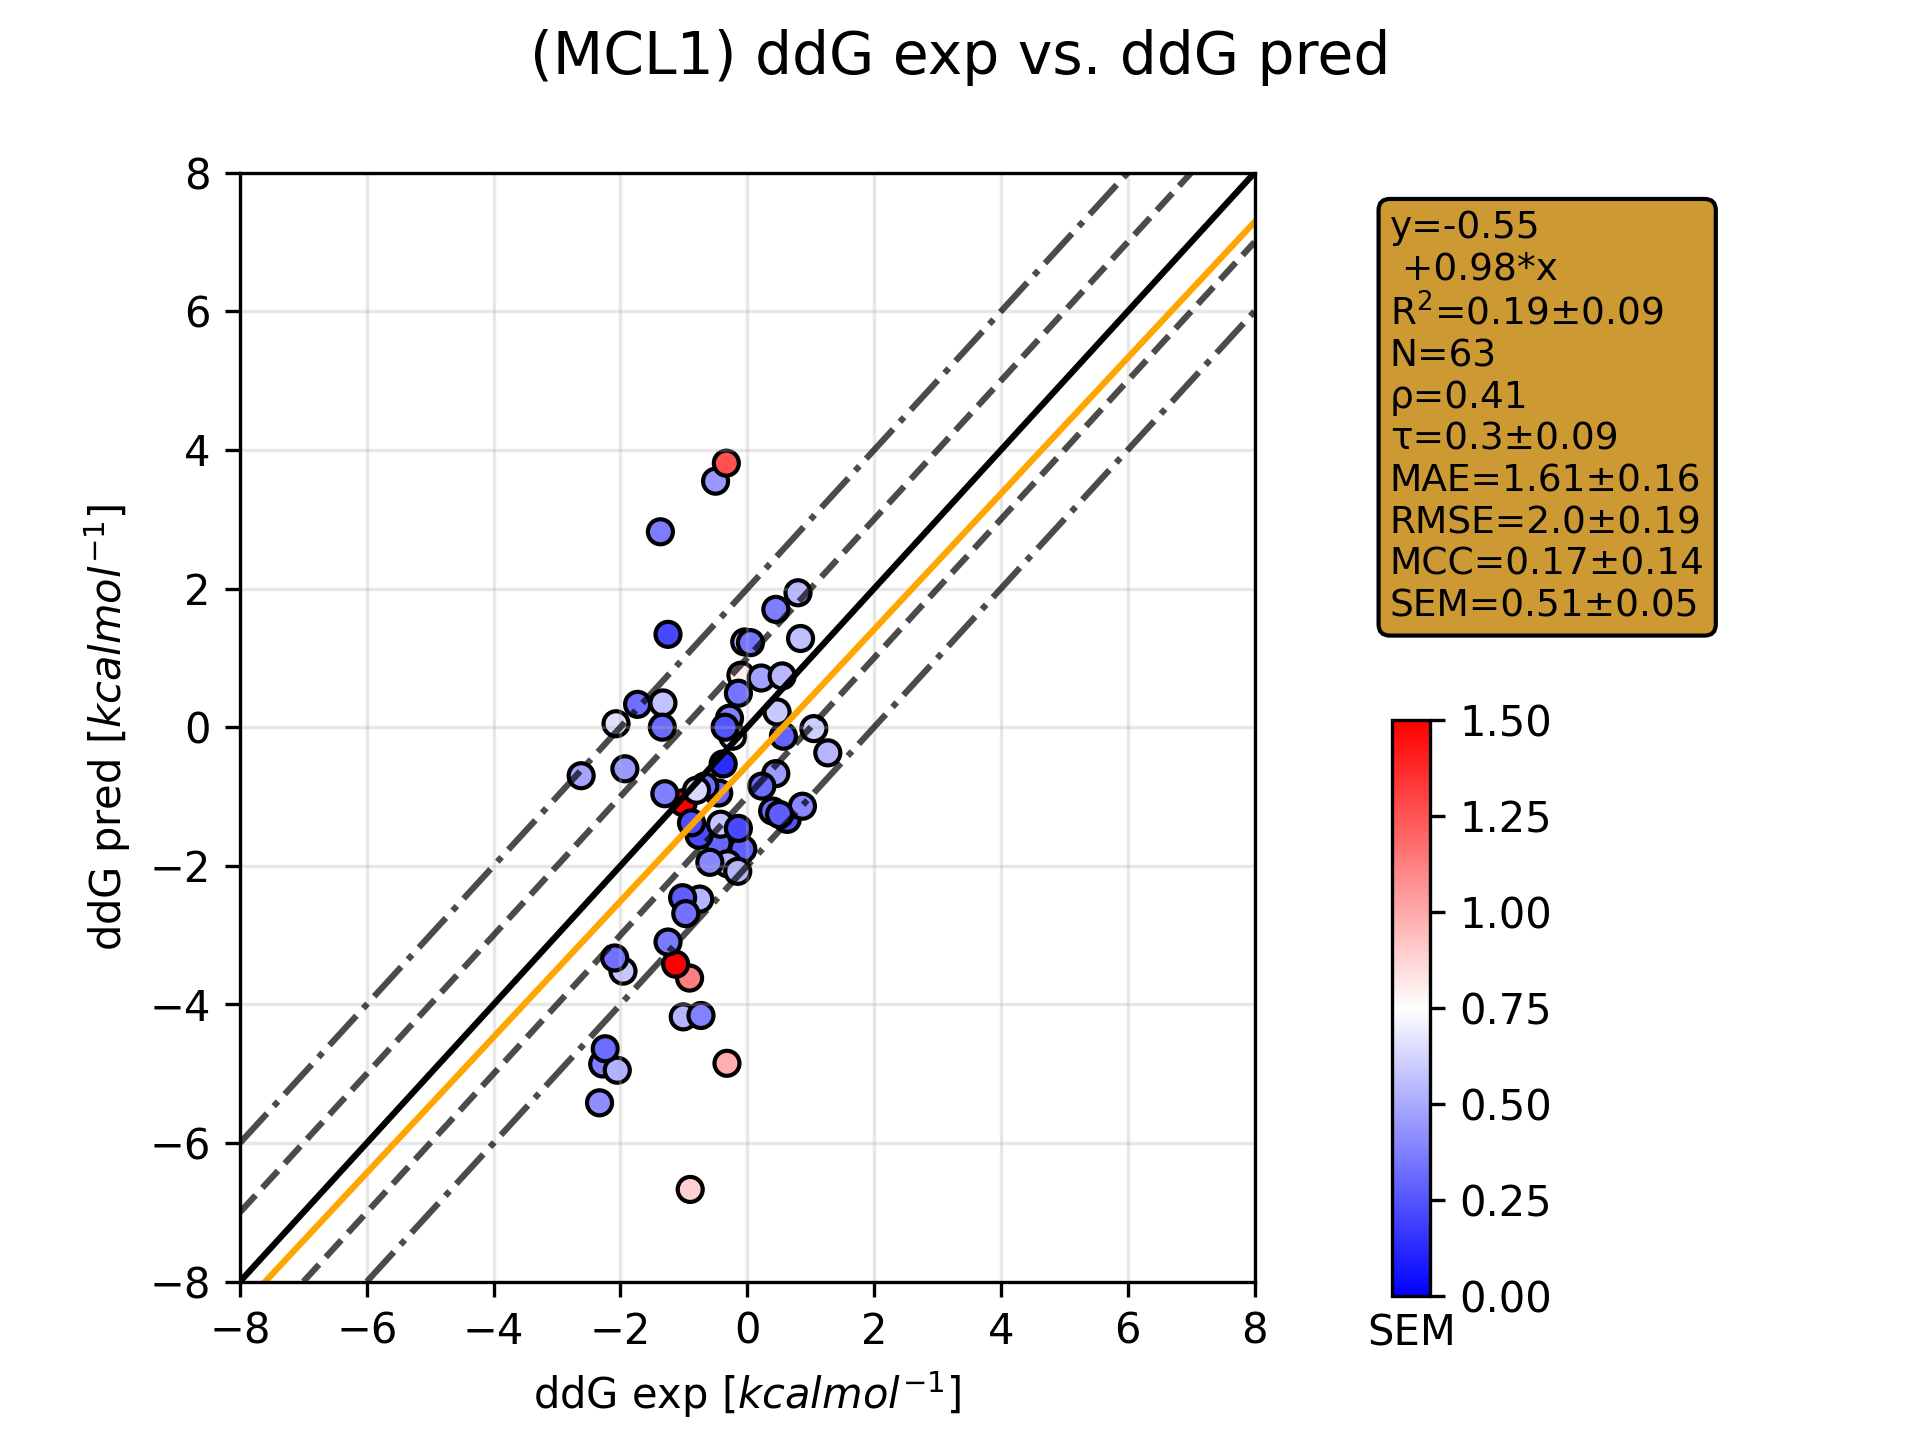 (MCL1) ddG exp vs. ddG pred
8
6
4
2
0
−2
−4
−6
−8
ddG pred [kcalmol⁻¹]
−8 −6 −4 −2 0 2 4 6 8
ddG exp [kcalmol⁻¹]
y=-0.55
+0.98*x
R²=0.19±0.09
N=63
ρ=0.41
τ=0.3±0.09
MAE=1.61±0.16
RMSE=2.0±0.19
MCC=0.17±0.14
SEM=0.51±0.05
1.50
1.25
1.00
0.75
0.50
0.25
0.00
SEM